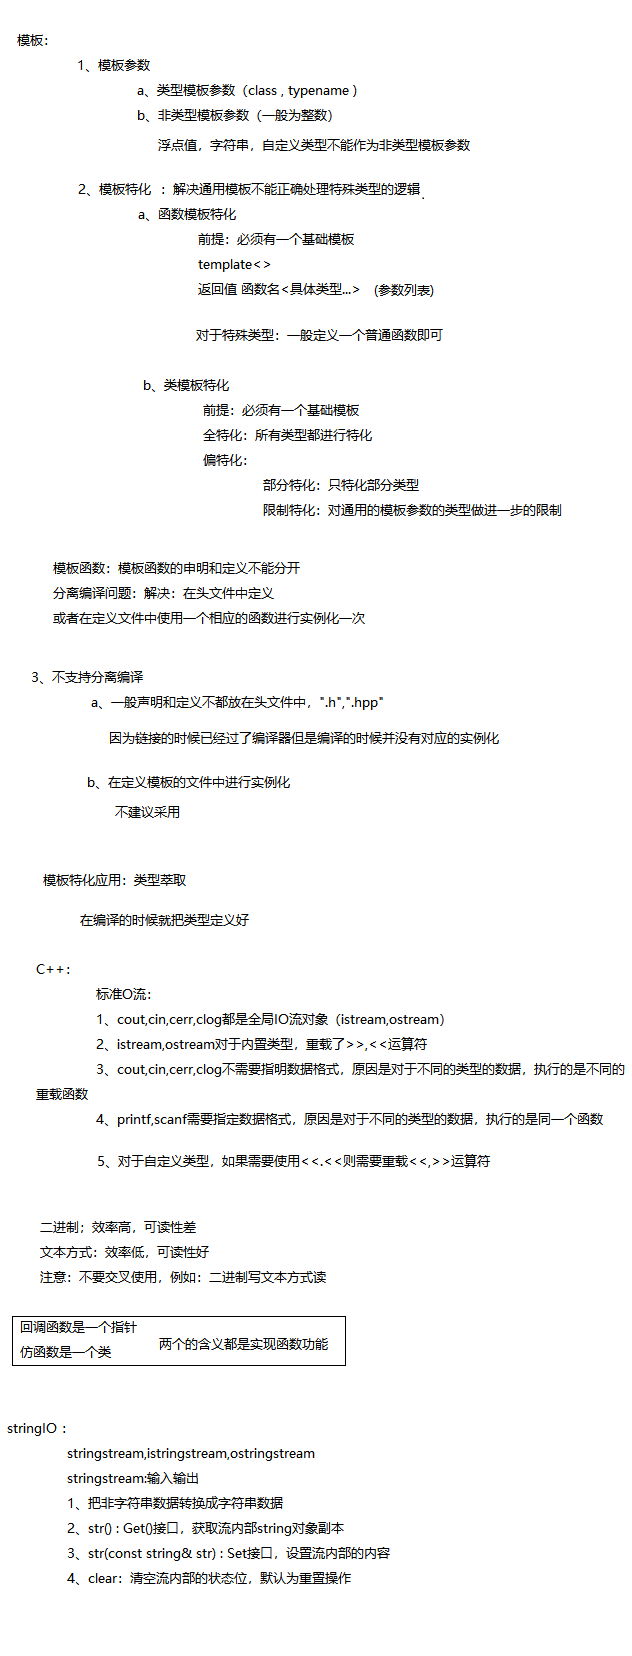 模板：
1、模板参数
a、类型模板参数（class , typename ）
b、非类型模板参数（一般为整数）
浮点值，字符串，自定义类型不能作为非类型模板参数
2、模板特化 ：解决通用模板不能正确处理特殊类型的逻辑.
a、函数模板特化
前提：必须有一个基础模板
template<>
返回值 函数名<具体类型...> (参数列表)
对于特殊类型：一般定义一个普通函数即可
b、类模板特化
前提：必须有一个基础模板
全特化：所有类型都进行特化
偏特化：
部分特化：只特化部分类型
限制特化：对通用的模板参数的类型做进一步的限制
模板函数：模板函数的申明和定义不能分开
分离编译问题：解决：在头文件中定义
或者在定义文件中使用一个相应的函数进行实例化一次
3、不支持分离编译
a、一般声明和定义不都放在头文件中，".h",".hpp"
因为链接的时候已经过了编译器但是编译的时候并没有对应的实例化
b、在定义模板的文件中进行实例化
不建议采用
模板特化应用：类型萃取
在编译的时候就把类型定义好
C++：
标准O流：
1、cout,cin,cerr,clog都是全局IO流对象（istream,ostream）
2、istream,ostream对于内置类型，重载了>>,<<运算符
3、cout,cin,cerr,clog不需要指明数据格式，原因是对于不同的类型的数据，执行的是不同的
重载函数
4、printf,scanf需要指定数据格式，原因是对于不同的类型的数据，执行的是同一个函数
5、对于自定义类型，如果需要使用<<.<<则需要重载<<,>>运算符
二进制；效率高，可读性差
文本方式：效率低，可读性好
注意：不要交叉使用，例如：二进制写文本方式读
回调函数是一个指针
仿函数是一个类
两个的含义都是实现函数功能
stringIO：
stringstream,istringstream,ostringstream
stringstream:输入输出
1、把非字符串数据转换成字符串数据
2、str() : Get()接口，获取流内部string对象副本
3、str(const string& str) : Set接口，设置流内部的内容
4、clear：清空流内部的状态位，默认为重置操作